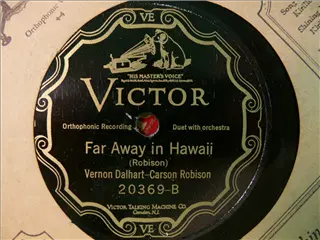 VE
"HIS MASTER'S VOICE"
VICTOR
Orthophonic Recording Duet with orchestra
Far Away in Hawaii
(Robison)
Vernon Dalhart-Carson Robison
20369-B
VICTOR TALKING MACHINE CO.
Camden, N.J.
VE